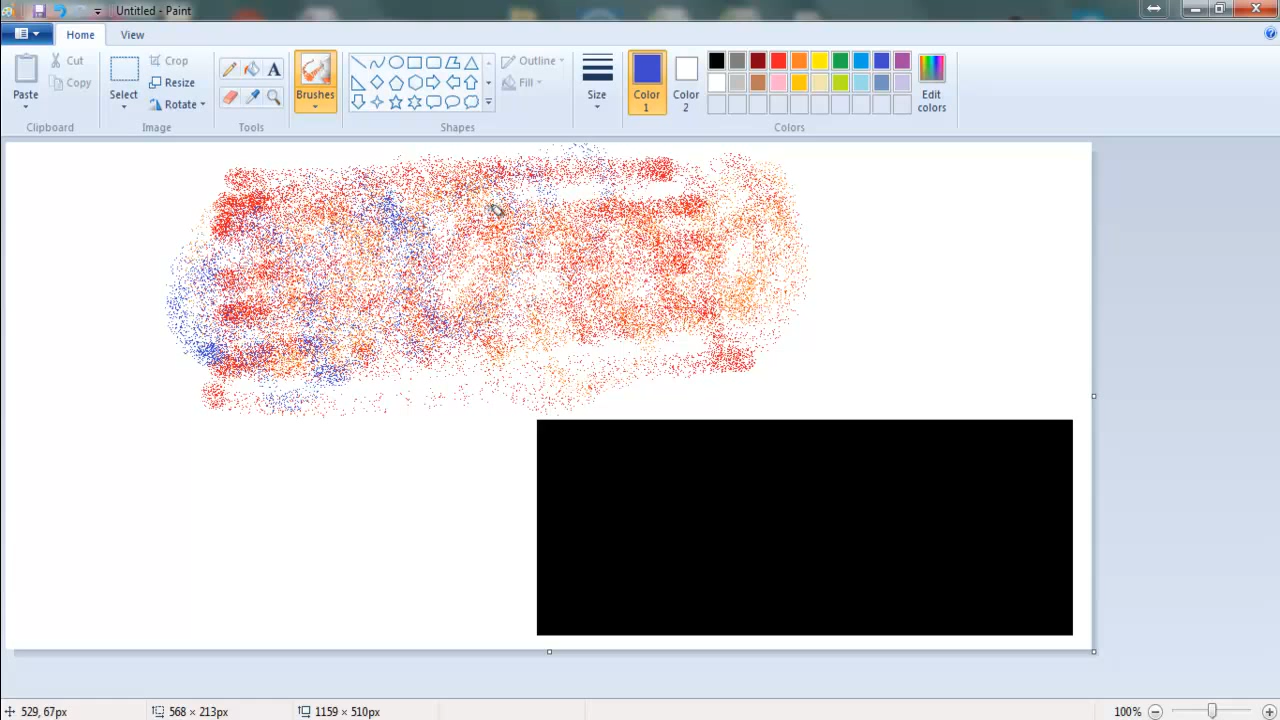 Untitled - Paint
Home View
Paste
Cut
Copy
Clipboard
Select
Crop
Resize
Rotate
Image
A
Tools
Brushes
Outline
Fill
Shapes
Size
Color 1
Color 2
Edit colors
Colors
529, 67px
568 × 213px
1159 × 510px
100%